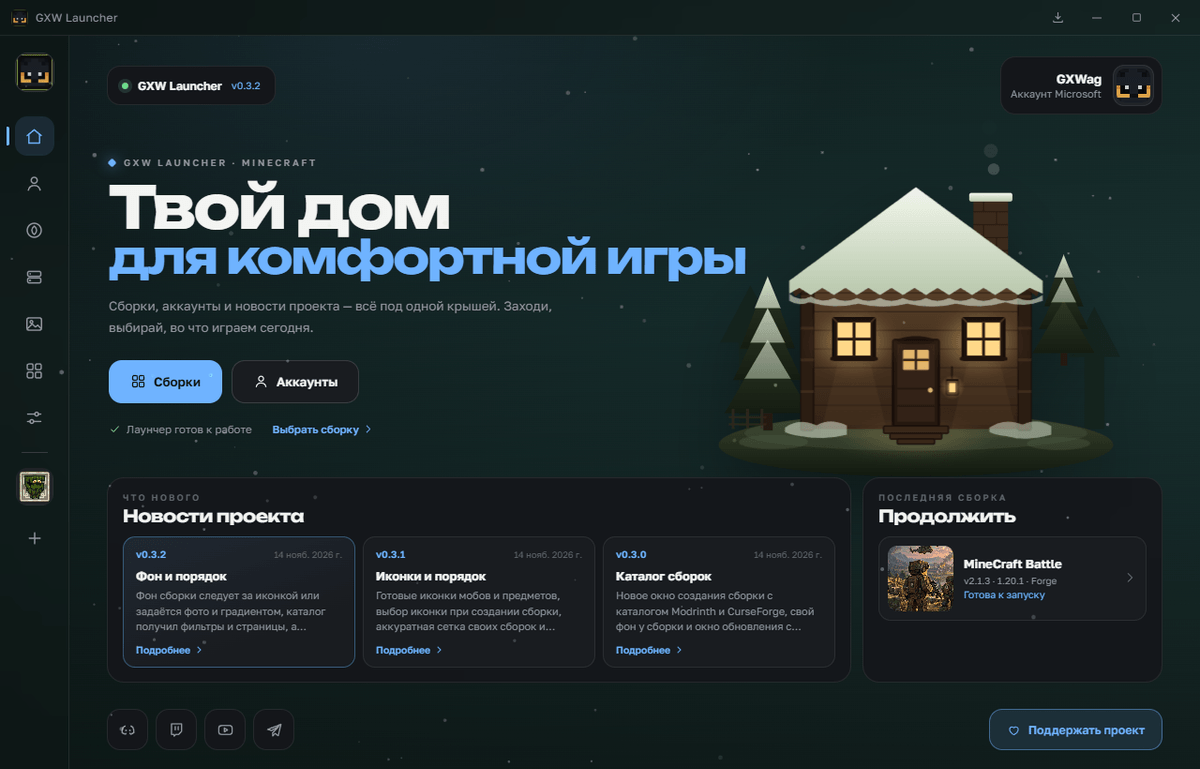 GXW Launcher
GXW Launcher v0.3.2
GXWag
Аккаунт Microsoft
GXW LAUNCHER · MINECRAFT
Твой дом
для комфортной игры
Сборки, аккаунты и новости проекта — всё под одной крышей. Заходи,
выбирай, во что играем сегодня.
Сборки
Аккаунты
Лаунчер готов к работе
Выбрать сборку
ЧТО НОВОГО
Новости проекта
v0.3.2
14 нояб. 2026 г.
Фон и порядок
Фон сборки следует за иконкой или
задаётся фото и градиентом, каталог
получил фильтры и страницы, а...
Подробнее
v0.3.1
14 нояб. 2026 г.
Иконки и порядок
Готовые иконки мобов и предметов,
выбор иконки при создании сборки,
аккуратная сетка своих сборок и...
Подробнее
v0.3.0
14 нояб. 2026 г.
Каталог сборок
Новое окно создания сборки с
каталогом Modrinth и CurseForge, свой
фон у сборки и окно обновления с...
Подробнее
ПОСЛЕДНЯЯ СБОРКА
Продолжить
MineCraft Battle
v2.1.3 · 1.20.1 · Forge
Готова к запуску
Поддержать проект